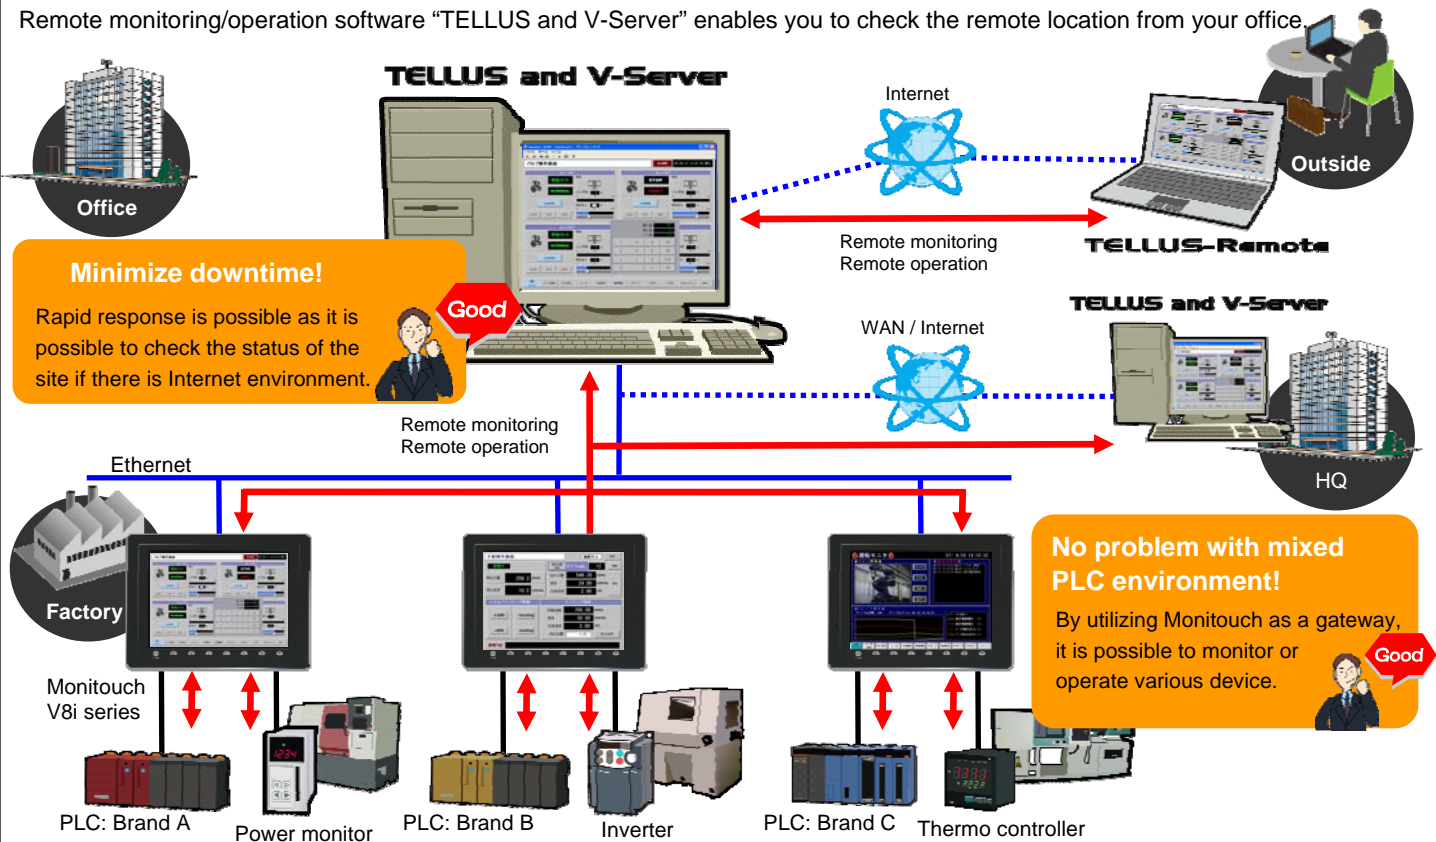 Remote monitoring/operation software “TELLUS and V-Server” enables you to check the remote location from your office.
TELLUS and V-Server
Internet
Office
Outside
Remote monitoring
Remote operation
TELLUS-Remote
Minimize downtime!
Rapid response is possible as it is
possible to check the status of the
site if there is Internet environment.
Good
TELLUS and V-Server
WAN / Internet
Remote monitoring
Remote operation
HQ
Ethernet
Factory
No problem with mixed
PLC environment!
By utilizing Monitouch as a gateway,
it is possible to monitor or
operate various device.
Good
Monitouch
V8i series
1234
PLC: Brand A
Power monitor
PLC: Brand B
Inverter
PLC: Brand C
Thermo controller